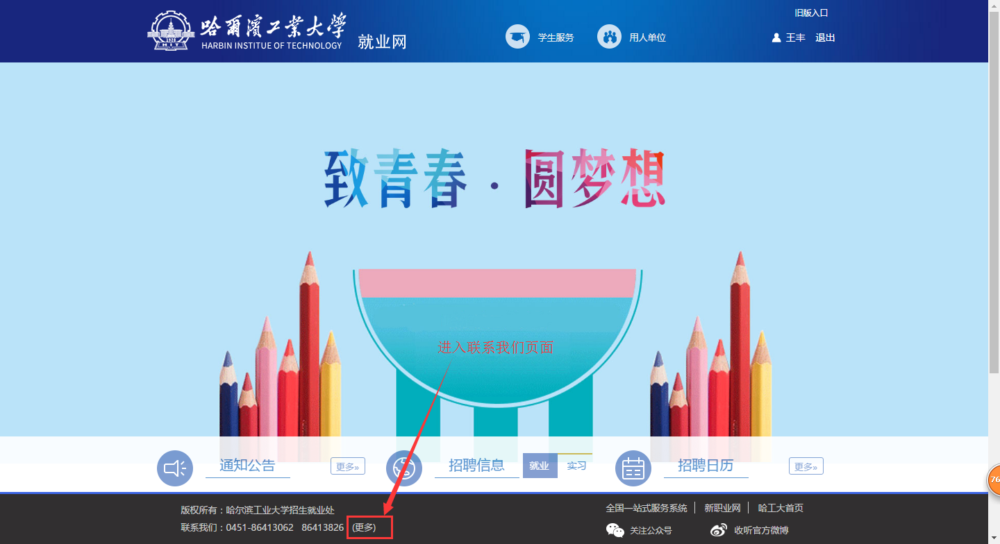 旧版入口
哈尔滨工业大学
HARBIN INSTITUE OF TECHNOLOGY
就业网
学生服务
用人单位
王丰 退出
致青春·圆梦想
进入联系我们页面
通知公告 更多»
招聘信息 就业 实习
招聘日历 更多»
版权所有：哈尔滨工业大学招生就业处
联系我们：0451-86413062 86413826 (更多)
全国一站式服务系统 新职业网 哈工大首页
关注公众号 收听官方微博
76